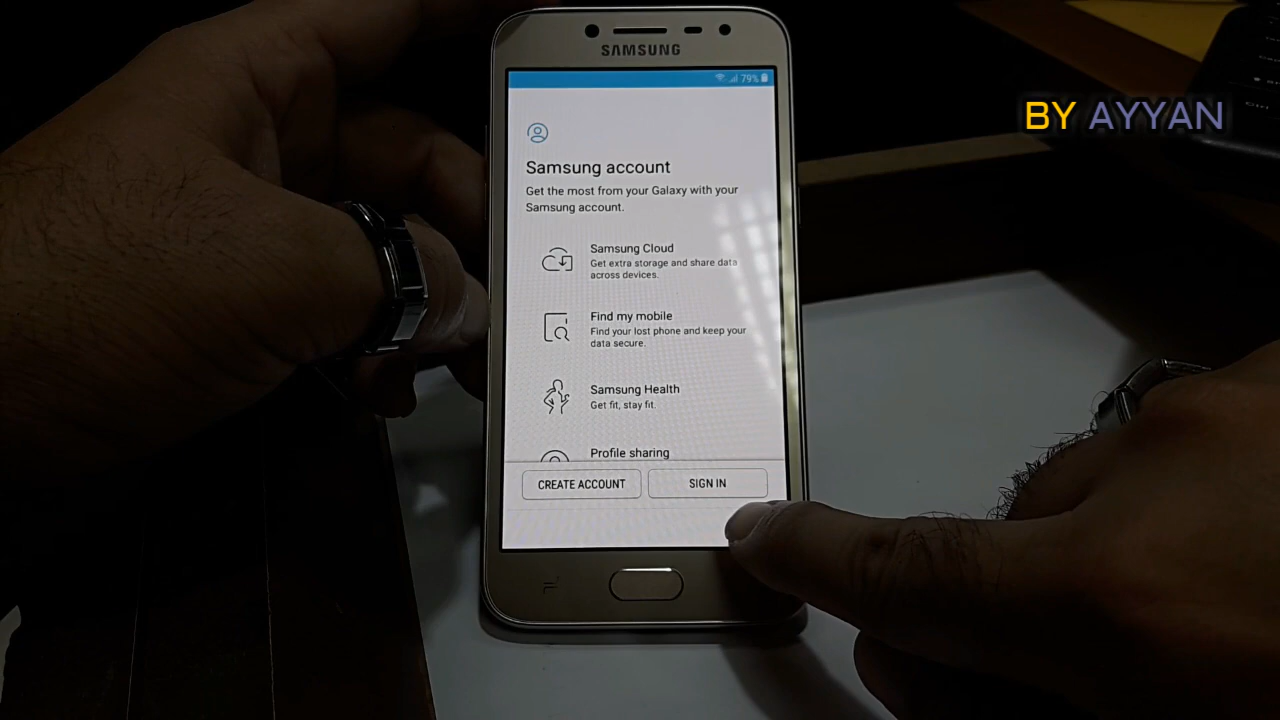 SAMSUNG
79%
BY AYYAN
Samsung account
Get the most from your Galaxy with your
Samsung account.
Samsung Cloud
Get extra storage and share data
across devices.
Find my mobile
Find your lost phone and keep your
data secure.
Samsung Health
Get fit, stay fit.
Profile sharing
CREATE ACCOUNT
SIGN IN